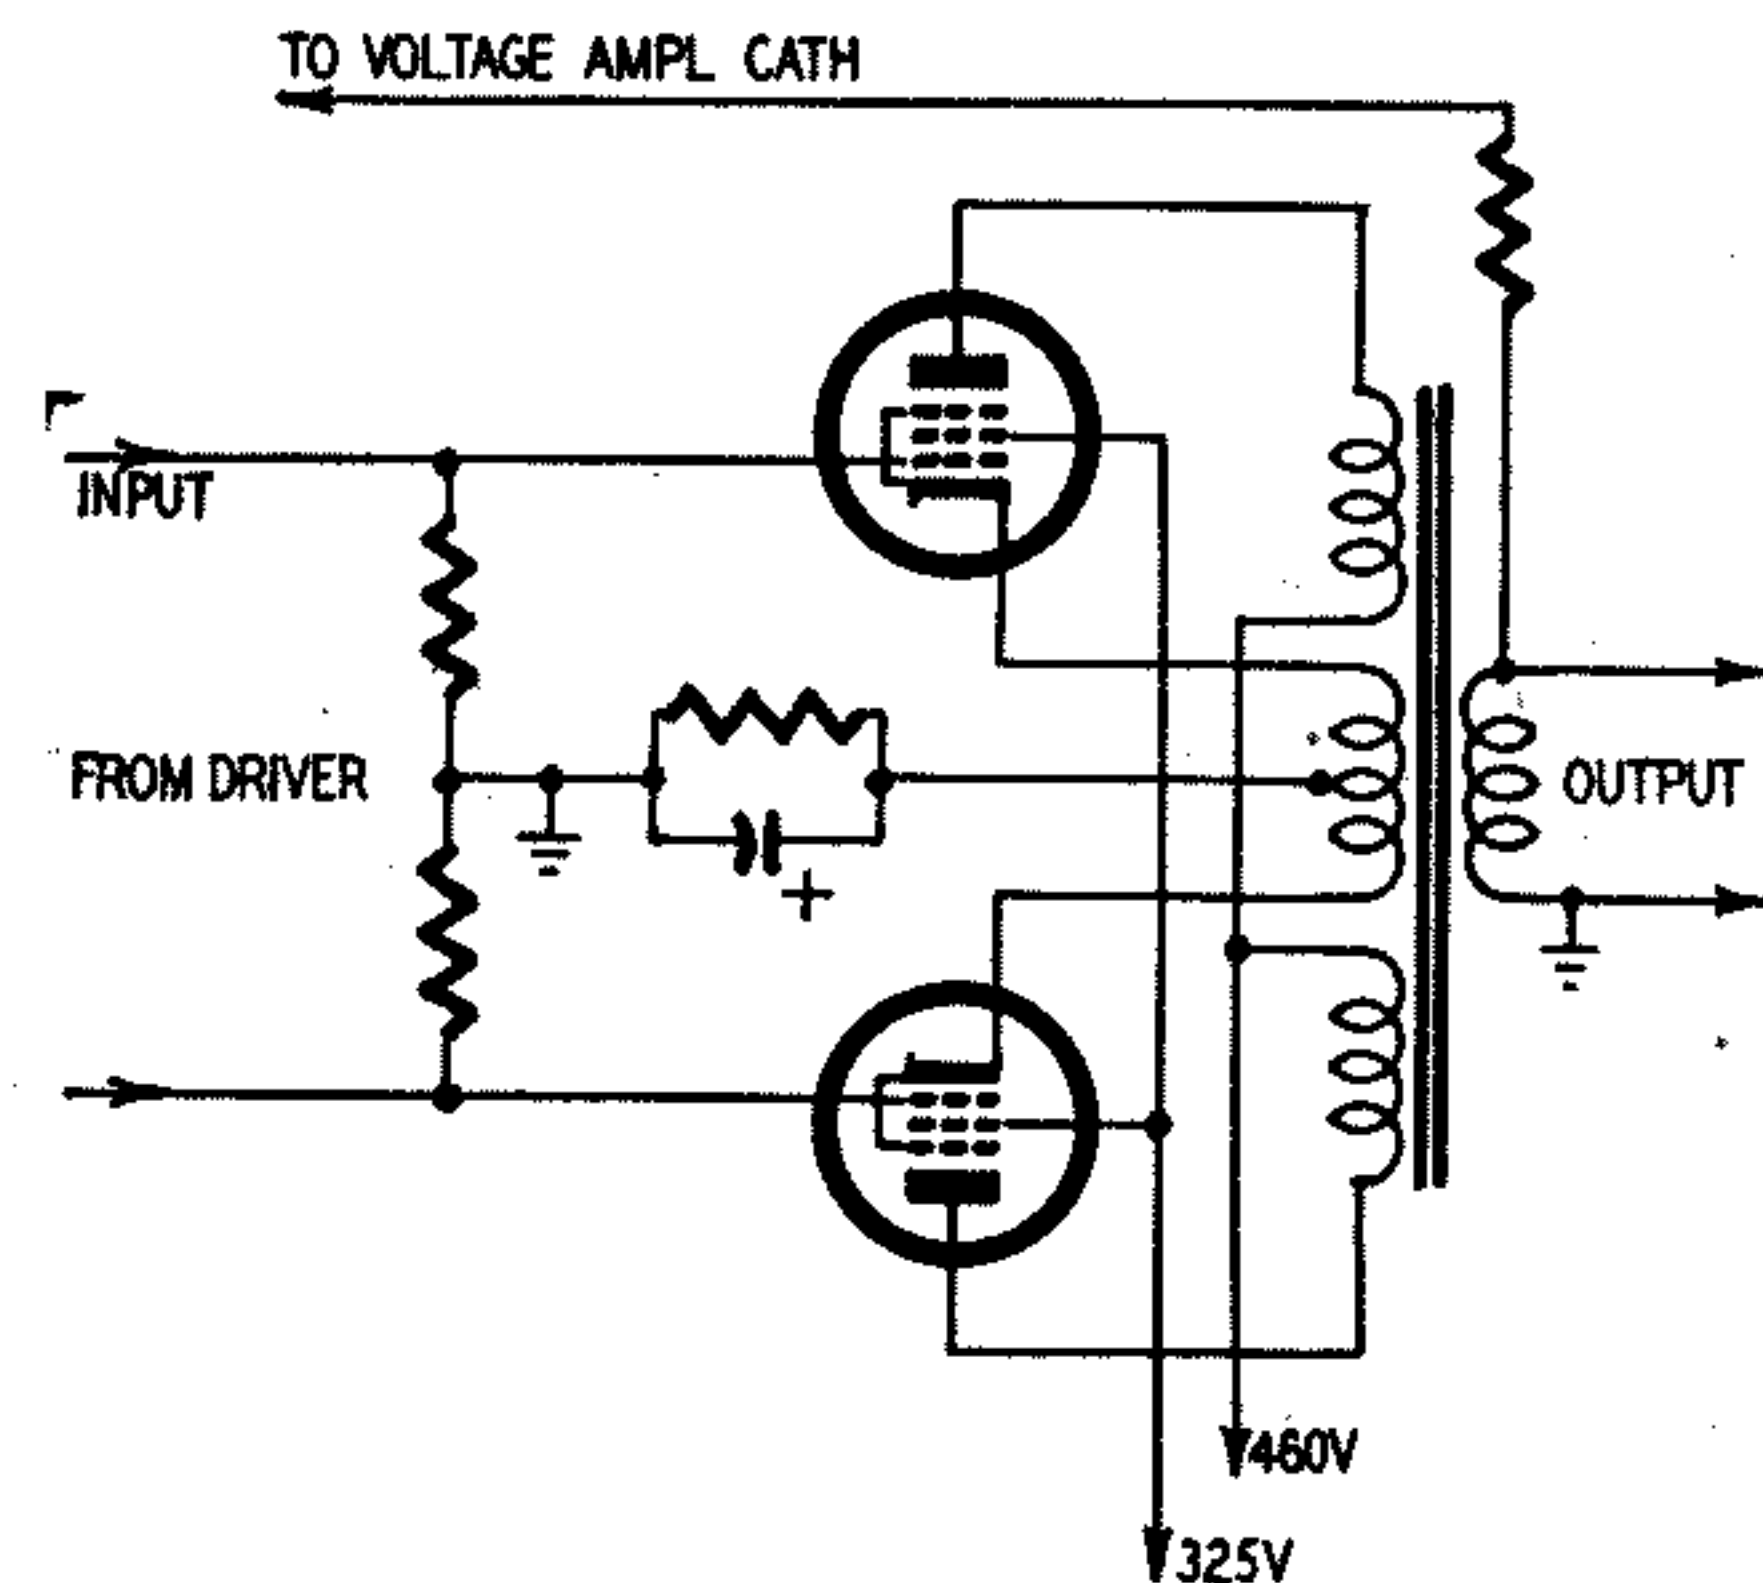 TO VOLTAGE AMPL CATH
INPUT
FROM DRIVER
+
OUTPUT
460V
325V